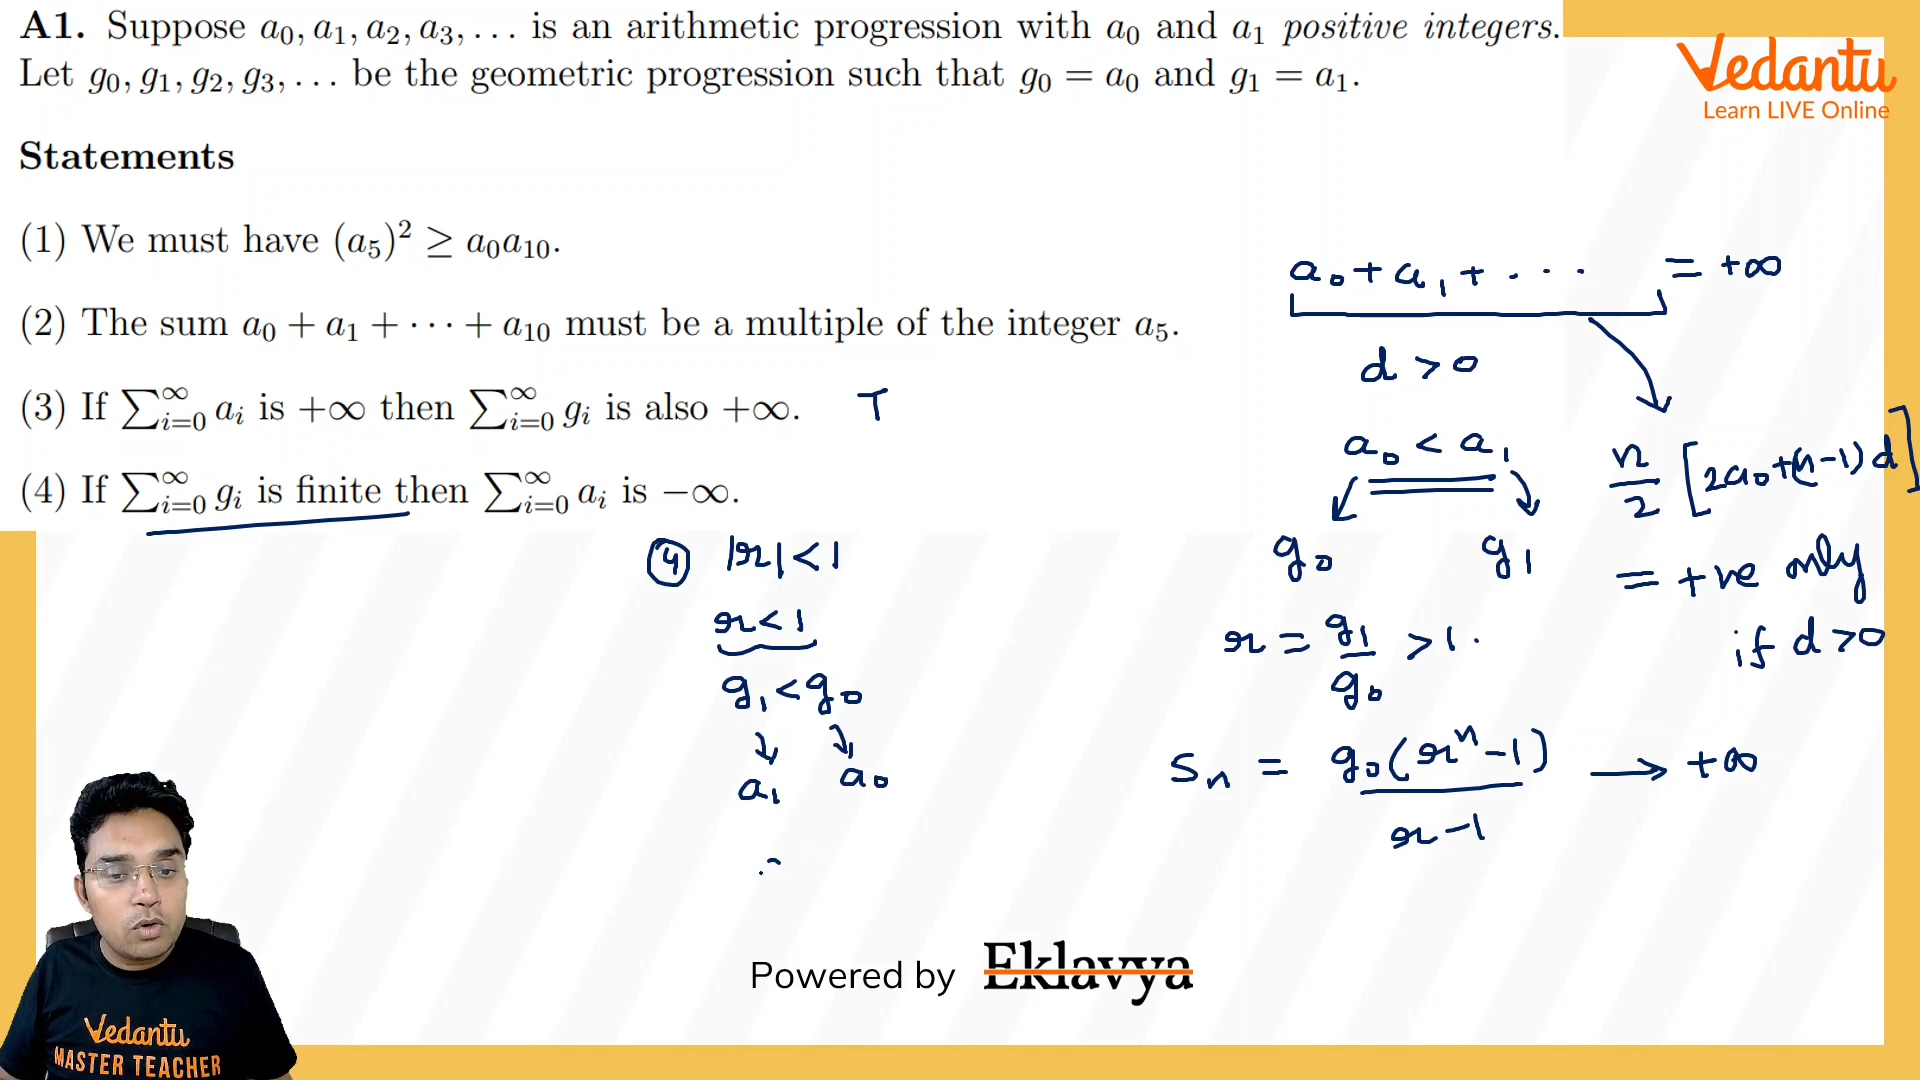 A1. Suppose a₀, a₁, a₂, a₃, … is an arithmetic progression with a₀ and a₁ positive integers.
Let g₀, g₁, g₂, g₃, … be the geometric progression such that g₀ = a₀ and g₁ = a₁.
Statements
(1) We must have (a₅)² ≥ a₀a₁₀.
(2) The sum a₀ + a₁ + ⋯ + a₁₀ must be a multiple of the integer a₅.
(3) If ∑_{i=0}^{∞} aᵢ is +∞ then ∑_{i=0}^{∞} gᵢ is also +∞. T
(4) If ∑_{i=0}^{∞} gᵢ is finite then ∑_{i=0}^{∞} aᵢ is −∞.
④ |r| < 1
r < 1
g₁ < g₀
a₁ a₀
∴
a₀ + a₁ + ⋯ = +∞
d > 0
a₀ < a₁
g₀ g₁
r = g₁/g₀ > 1.
Sₙ = g₀(rⁿ − 1)/(r − 1) ⟶ +∞
n/2 [2a₀ + (n−1)d]
= +ve only
if d > 0
Vedantu
Learn LIVE Online
Vedantu
MASTER TEACHER
Powered by Eklavya